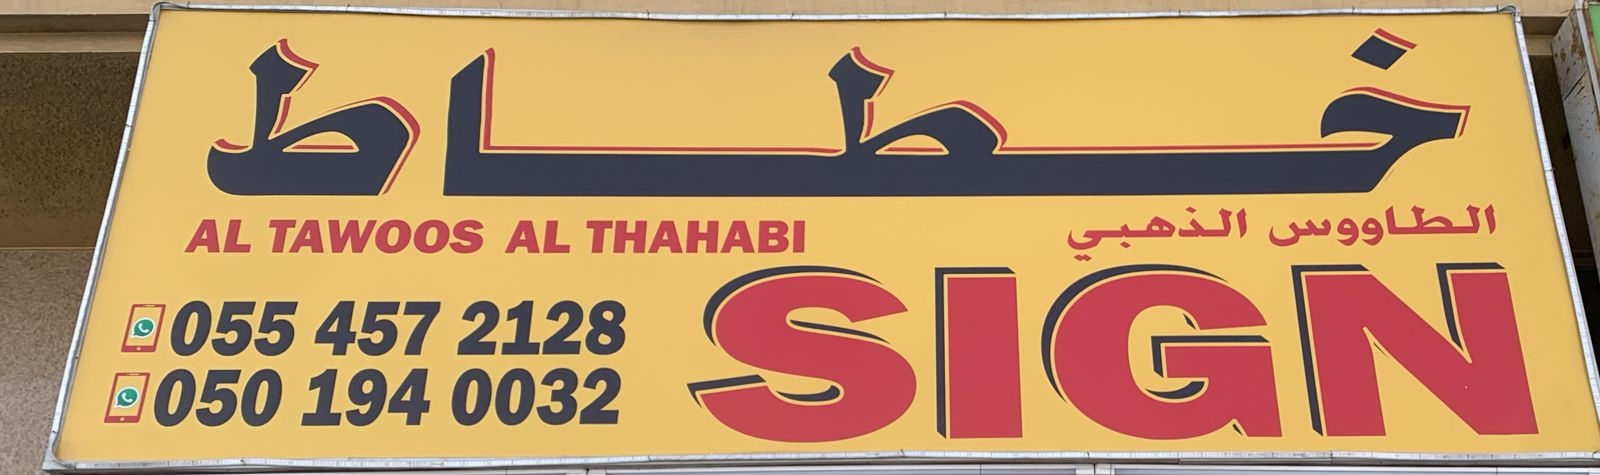 خطاط
AL TAWOOS AL THAHABI
الطاووس الذهبي
SIGN
055 457 2128
050 194 0032